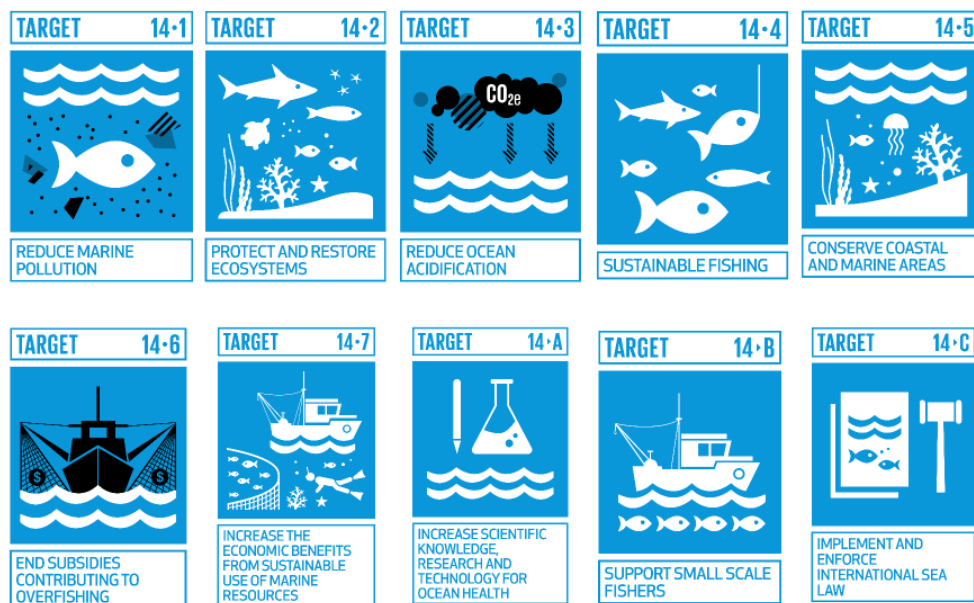 TARGET 14·1
TARGET 14·2
TARGET 14·3
TARGET 14·4
TARGET 14·5
CO2e
REDUCE MARINE
POLLUTION
PROTECT AND RESTORE
ECOSYSTEMS
REDUCE OCEAN
ACIDIFICATION
SUSTAINABLE FISHING
CONSERVE COASTAL
AND MARINE AREAS
TARGET 14·6
TARGET 14·7
TARGET 14·A
TARGET 14·B
TARGET 14·C
$ $
END SUBSIDIES
CONTRIBUTING TO
OVERFISHING
INCREASE THE
ECONOMIC BENEFITS
FROM SUSTAINABLE
USE OF MARINE
RESOURCES
INCREASE SCIENTIFIC
KNOWLEDGE,
RESEARCH AND
TECHNOLOGY FOR
OCEAN HEALTH
SUPPORT SMALL SCALE
FISHERS
IMPLEMENT AND
ENFORCE
INTERNATIONAL SEA
LAW